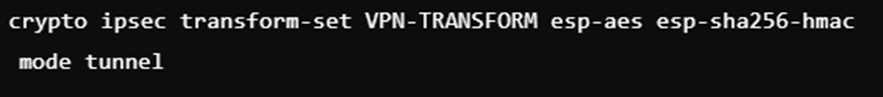 crypto ipsec transform-set VPN-TRANSFORM esp-aes esp-sha256-hmac
mode tunnel